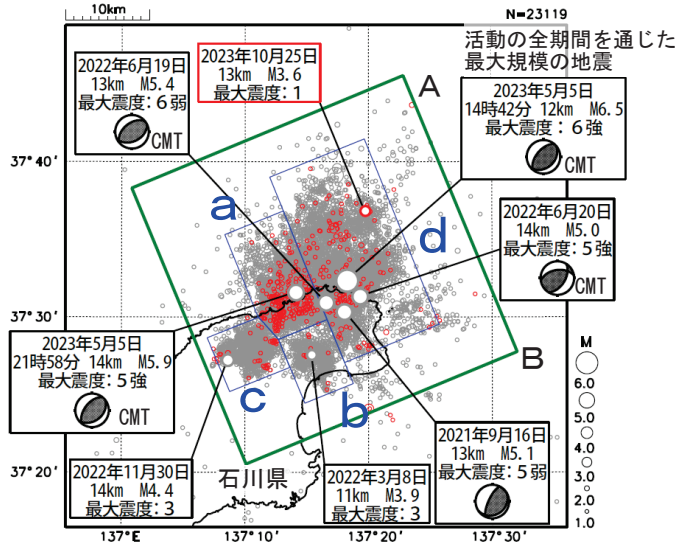 10km
N=23119
活動の全期間を通じた
最大規模の地震
2022年6月19日
13km M5.4
最大震度：６弱
CMT
2023年10月25日
13km M3.6
最大震度：１
A
2023年5月5日
14時42分 12km M6.5
最大震度：６強
CMT
37°40′
a
d
2022年6月20日
14km M5.0
最大震度：５強
CMT
37°30′
2023年5月5日
21時58分 14km M5.9
最大震度：５強
CMT
B
M
6.0
5.0
4.0
3.0
2.0
1.0
c
b
2021年9月16日
13km M5.1
最大震度：５弱
2022年11月30日
14km M4.4
最大震度：３
37°20′
石川県
2022年3月8日
11km M3.9
最大震度：３
137°E
137°10′
137°20′
137°30′